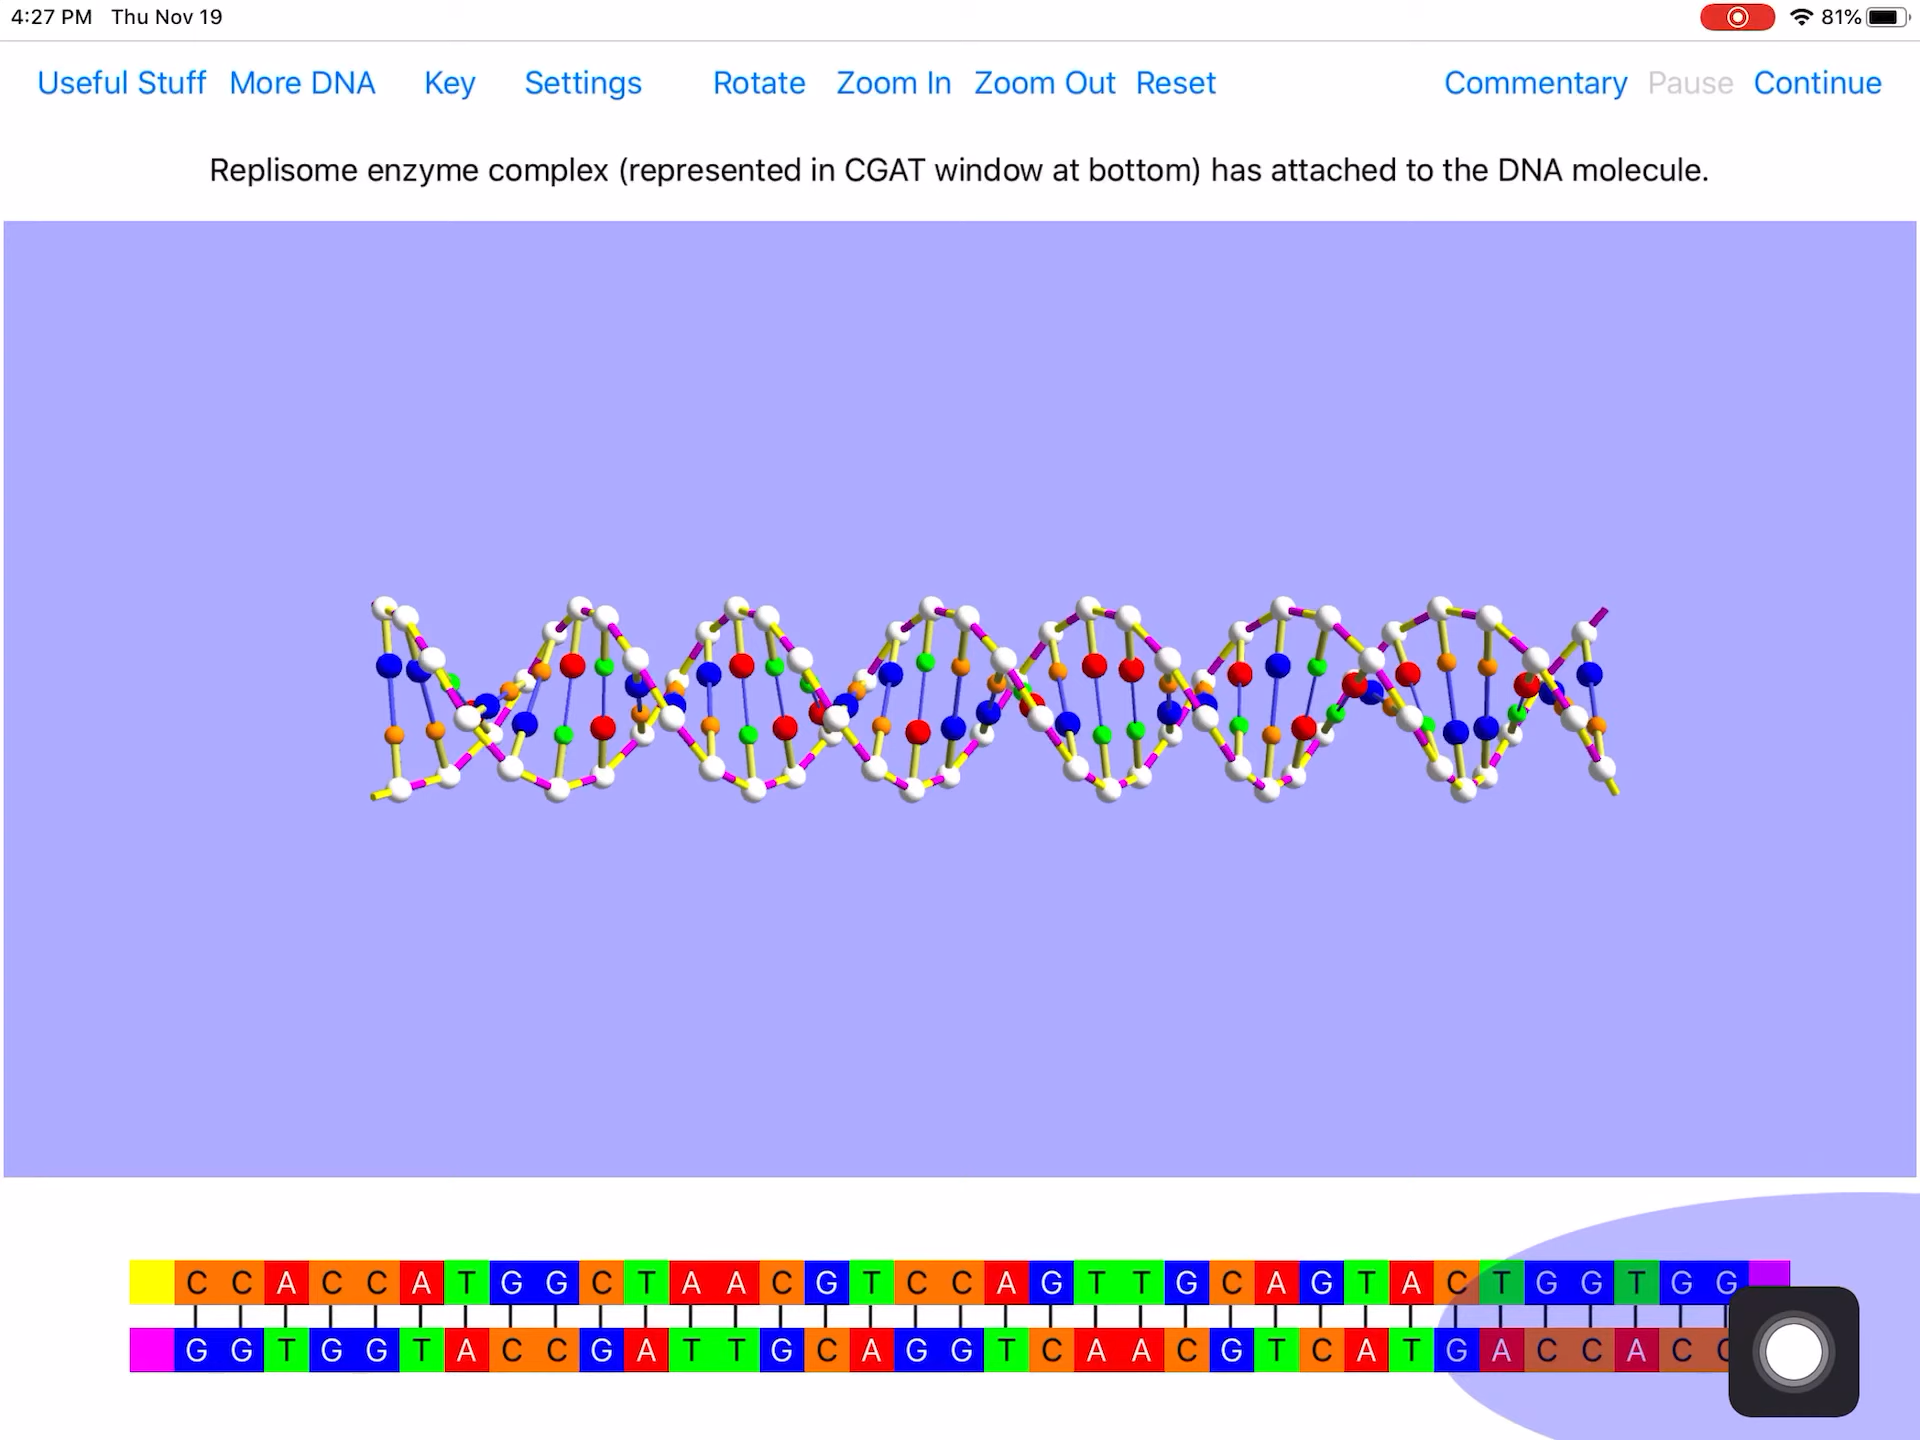 4:27 PM Thu Nov 19 81%
Useful Stuff More DNA Key Settings Rotate Zoom In Zoom Out Reset Commentary Pause Continue
Replisome enzyme complex (represented in CGAT window at bottom) has attached to the DNA molecule.
C C A C C A T G G C T A A C G T C C A G T T G C A G T A C T G G T G G
G G T G G T A C C G A T T G C A G G T C A A C G T C A T G A C C A C C